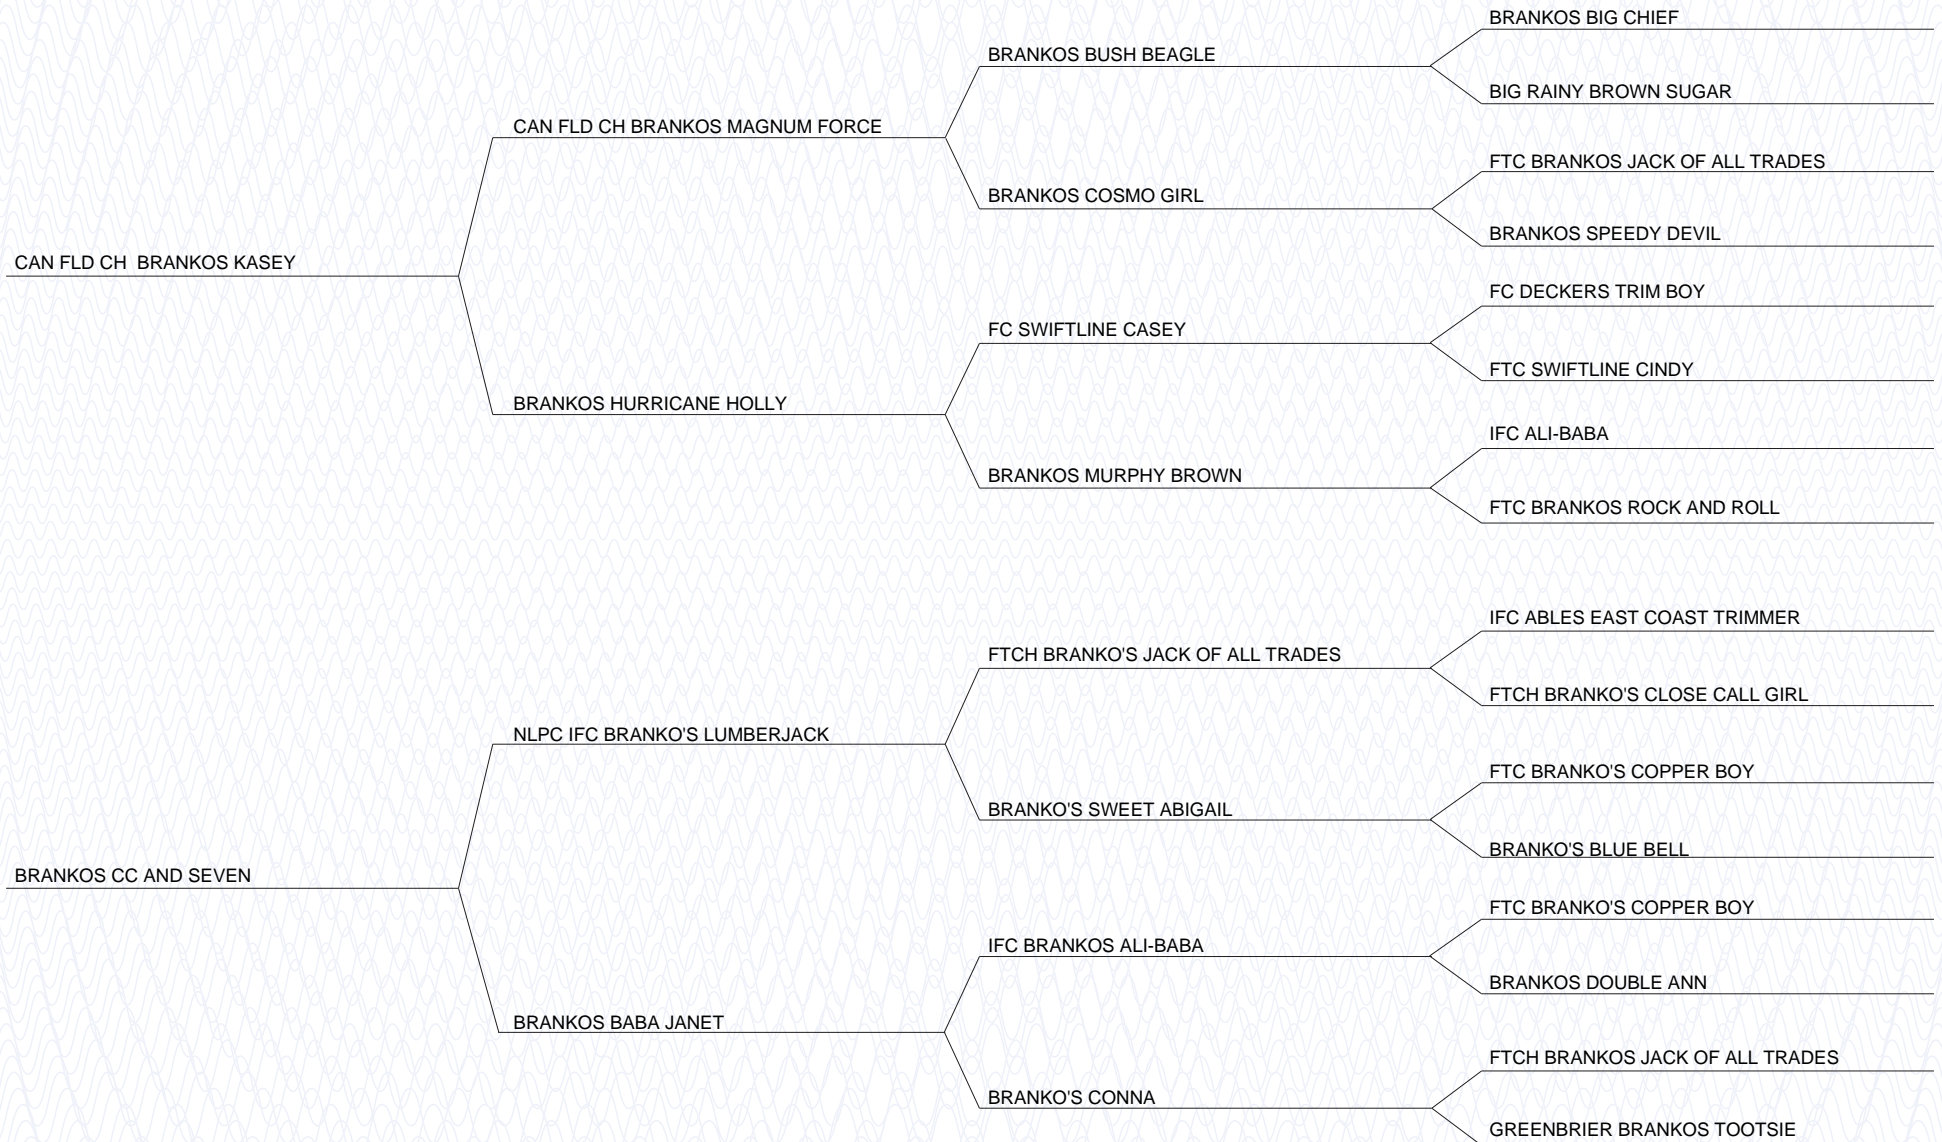 BRANKOS BIG CHIEF
BRANKOS BUSH BEAGLE
BIG RAINY BROWN SUGAR
CAN FLD CH BRANKOS MAGNUM FORCE
FTC BRANKOS JACK OF ALL TRADES
BRANKOS COSMO GIRL
BRANKOS SPEEDY DEVIL
CAN FLD CH  BRANKOS KASEY
FC DECKERS TRIM BOY
FC SWIFTLINE CASEY
FTC SWIFTLINE CINDY
BRANKOS HURRICANE HOLLY
IFC ALI-BABA
BRANKOS MURPHY BROWN
FTC BRANKOS ROCK AND ROLL
IFC ABLES EAST COAST TRIMMER
FTCH BRANKO'S JACK OF ALL TRADES
FTCH BRANKO'S CLOSE CALL GIRL
NLPC IFC BRANKO'S LUMBERJACK
FTC BRANKO'S COPPER BOY
BRANKO'S SWEET ABIGAIL
BRANKO'S BLUE BELL
BRANKOS CC AND SEVEN
FTC BRANKO'S COPPER BOY
IFC BRANKOS ALI-BABA
BRANKOS DOUBLE ANN
BRANKOS BABA JANET
FTCH BRANKOS JACK OF ALL TRADES
BRANKO'S CONNA
GREENBRIER BRANKOS TOOTSIE